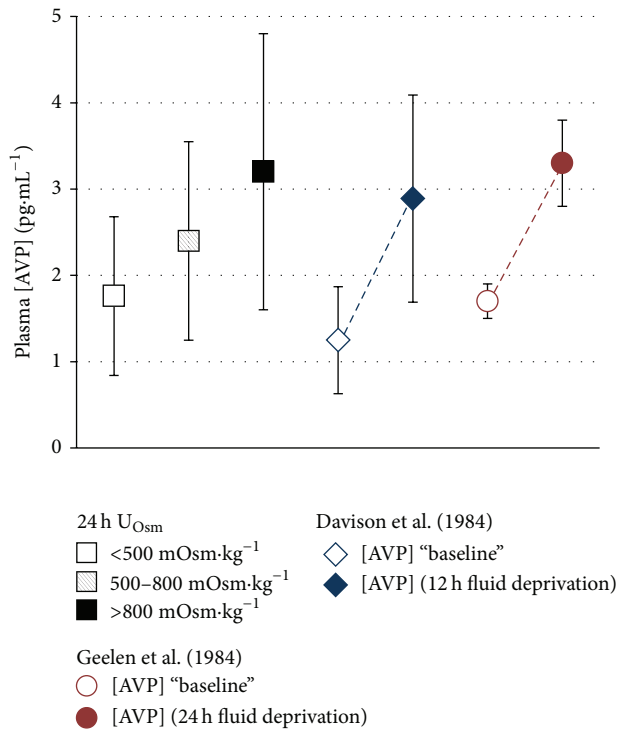 5
4
3
2
1
0
Plasma [AVP] (pg·mL⁻¹)
24 h U_Osm
<500 mOsm·kg⁻¹
500–800 mOsm·kg⁻¹
>800 mOsm·kg⁻¹
Davison et al. (1984)
[AVP] “baseline”
[AVP] (12 h fluid deprivation)
Geelen et al. (1984)
[AVP] “baseline”
[AVP] (24 h fluid deprivation)